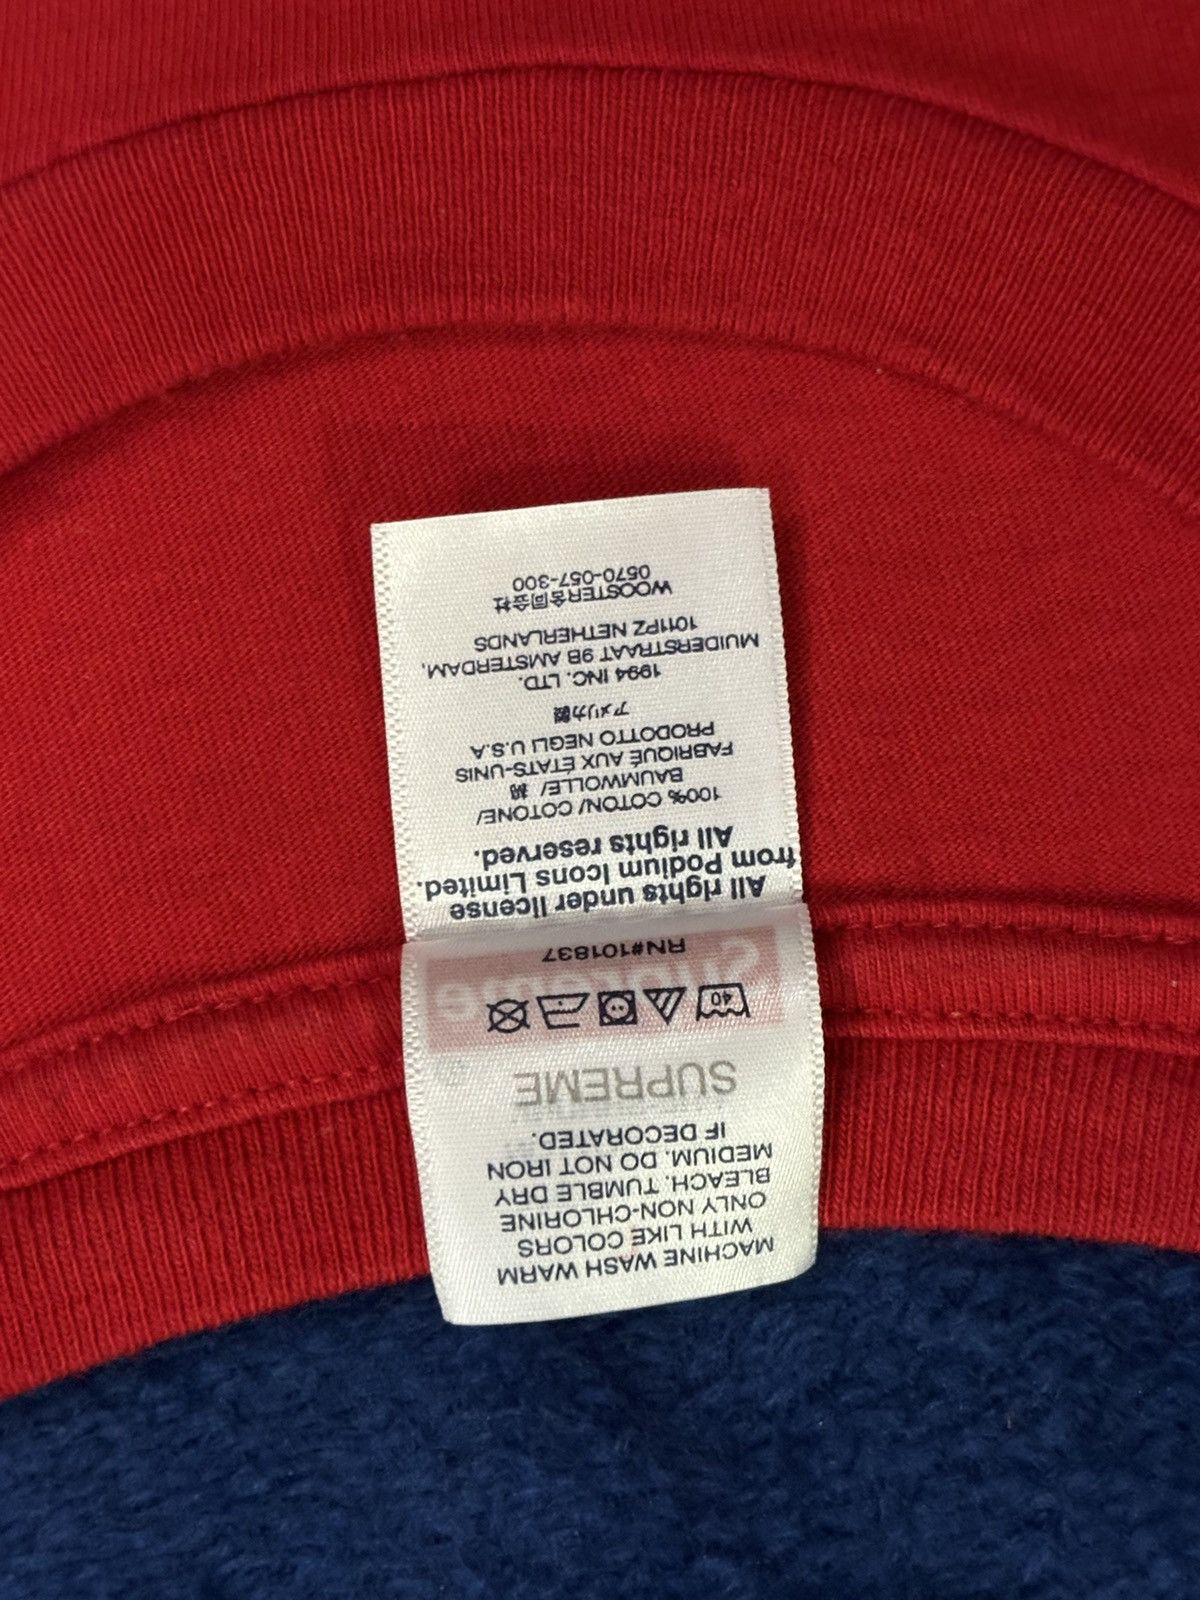 MACHINE WASH WARM
WITH LIKE COLORS
ONLY NON-CHLORINE
BLEACH. TUMBLE DRY
MEDIUM. DO NOT IRON
IF DECORATED.
SUPREME
40
Supreme
RN#101837
All rights under license
from Podium Icons Limited.
All rights reserved.
100% COTON/ COTONE/
BAUMWOLLE/ 綿
FABRIQUÉ AUX ÉTATS-UNIS
PRODOTTO NEGLI U.S.A
アメリカ製
1994 INC. LTD.
MUIDERSTRAAT 9B AMSTERDAM,
1011PZ NETHERLANDS
WOOSTER合同会社
0570-057-300